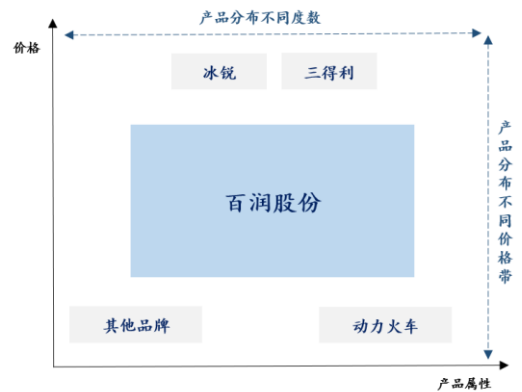 产品分布不同度数
价格
冰锐
三得利
百润股份
产品分布不同价格带
其他品牌
动力火车
产品属性